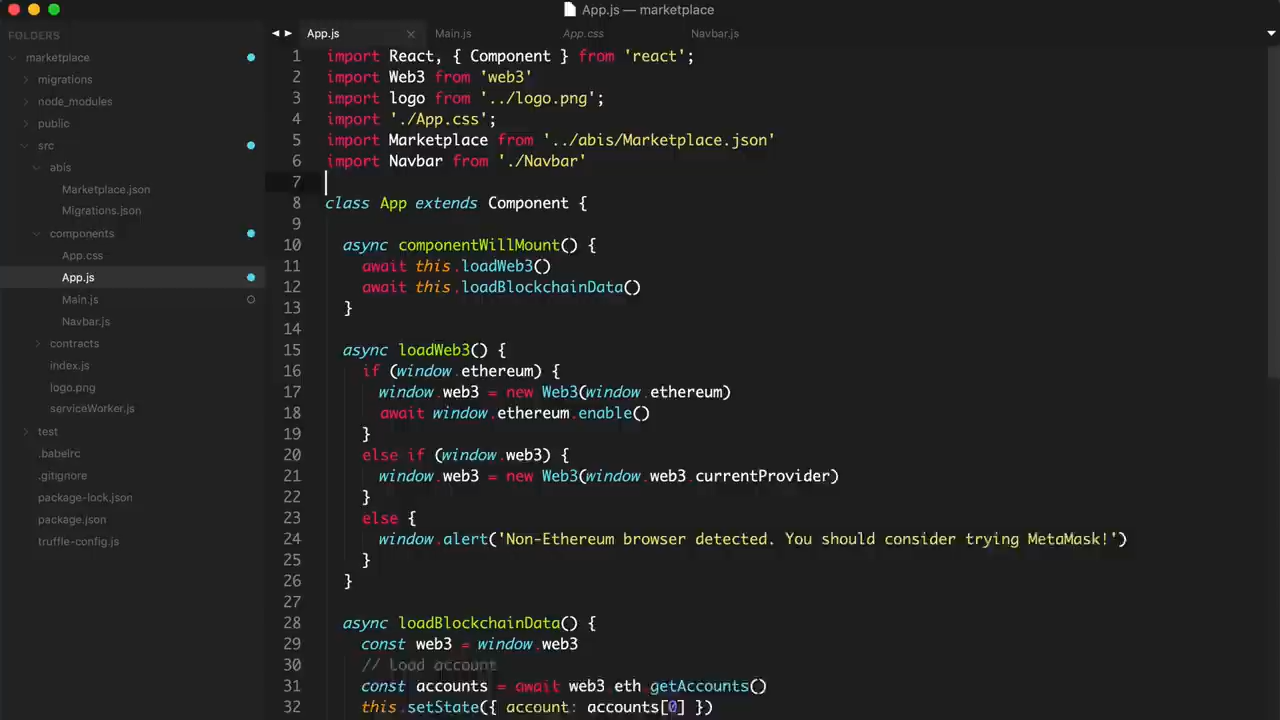 App.js — marketplace
FOLDERS
marketplace
migrations
node_modules
public
src
abis
Marketplace.json
Migrations.json
components
App.css
App.js
Main.js
Navbar.js
contracts
index.js
logo.png
serviceWorker.js
test
.babelrc
.gitignore
package-lock.json
package.json
truffle-config.js
App.js Main.js App.css Navbar.js
1 import React, { Component } from 'react';
2 import Web3 from 'web3'
3 import logo from '../logo.png';
4 import './App.css';
5 import Marketplace from '../abis/Marketplace.json'
6 import Navbar from './Navbar'
7
8 class App extends Component {
9
10 async componentWillMount() {
11 await this.loadWeb3()
12 await this.loadBlockchainData()
13 }
14
15 async loadWeb3() {
16 if (window.ethereum) {
17 window.web3 = new Web3(window.ethereum)
18 await window.ethereum.enable()
19 }
20 else if (window.web3) {
21 window.web3 = new Web3(window.web3.currentProvider)
22 }
23 else {
24 window.alert('Non-Ethereum browser detected. You should consider trying MetaMask!')
25 }
26 }
27
28 async loadBlockchainData() {
29 const web3 = window.web3
30 // Load account
31 const accounts = await web3.eth.getAccounts()
32 this.setState({ account: accounts[0] })